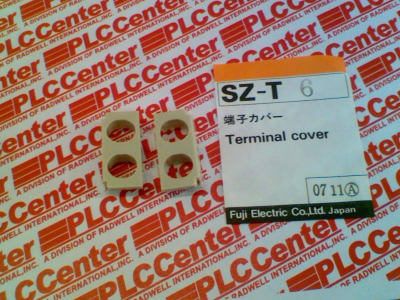 SZ-T 6
端子カバー
Terminal cover
07 11 A
Fuji Electric Co.,Ltd. Japan
PLCCenter
A DIVISION OF RADWELL INTERNATIONAL, INC.